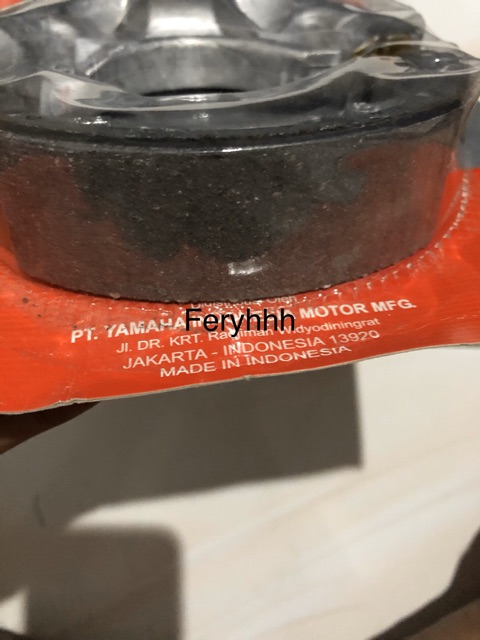 PT. YAMAHA MOTOR MFG.
Feryhhh
Jl. DR. KRT. Radjiman Widyodiningrat
JAKARTA - INDONESIA 13920
MADE IN INDONESIA